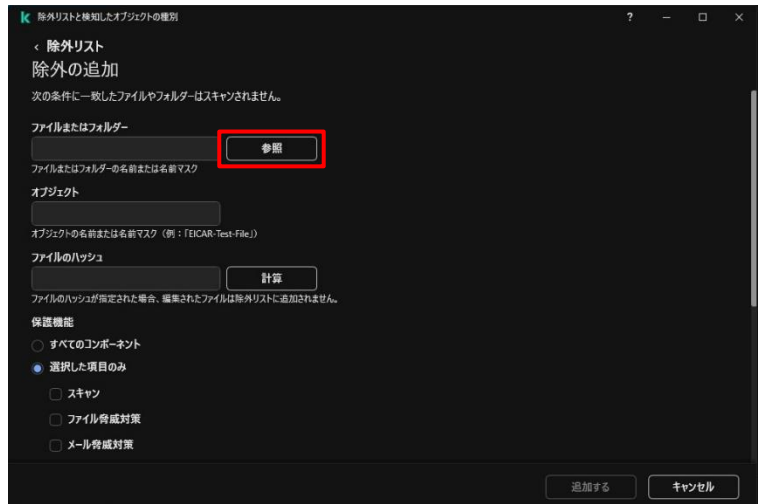 除外リストと検知したオブジェクトの種別
?
‹ 除外リスト
除外の追加
次の条件に一致したファイルやフォルダーはスキャンされません。
ファイルまたはフォルダー
参照
ファイルまたはフォルダーの名前または名前マスク
オブジェクト
オブジェクトの名前または名前マスク（例：「EICAR-Test-File」）
ファイルのハッシュ
計算
ファイルのハッシュが指定された場合、編集されたファイルは除外リストに追加されません。
保護機能
すべてのコンポーネント
選択した項目のみ
スキャン
ファイル脅威対策
メール脅威対策
追加する
キャンセル